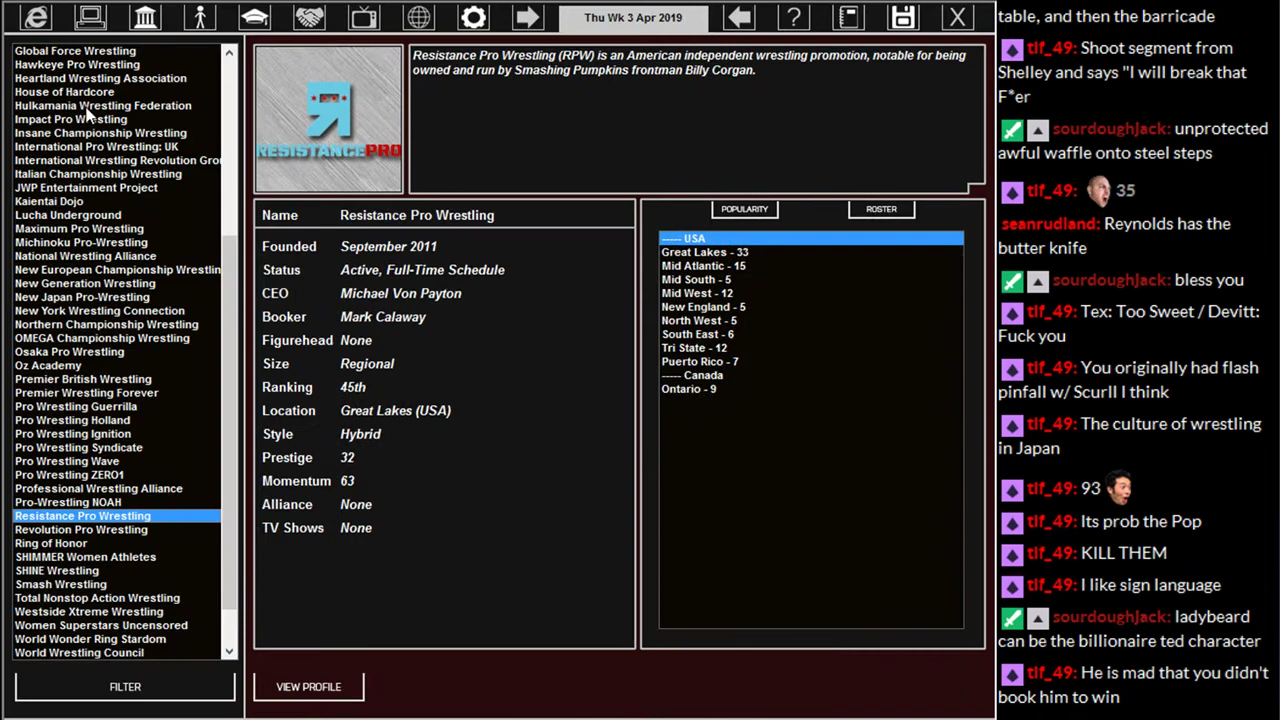 Thu Wk 3 Apr 2019
Global Force Wrestling
Hawkeye Pro Wrestling
Heartland Wrestling Association
House of Hardcore
Hulkamania Wrestling Federation
Impact Pro Wrestling
Insane Championship Wrestling
International Pro Wrestling: UK
International Wrestling Revolution Grou
Italian Championship Wrestling
JWP Entertainment Project
Kaientai Dojo
Lucha Underground
Maximum Pro Wrestling
Michinoku Pro-Wrestling
National Wrestling Alliance
New European Championship Wrestlin
New Generation Wrestling
New Japan Pro-Wrestling
New York Wrestling Connection
Northern Championship Wrestling
OMEGA Championship Wrestling
Osaka Pro Wrestling
Oz Academy
Premier British Wrestling
Premier Wrestling Forever
Pro Wrestling Guerrilla
Pro Wrestling Holland
Pro Wrestling Ignition
Pro Wrestling Syndicate
Pro Wrestling Wave
Pro Wrestling ZERO1
Professional Wrestling Alliance
Pro-Wrestling NOAH
Resistance Pro Wrestling
Revolution Pro Wrestling
Ring of Honor
SHIMMER Women Athletes
SHINE Wrestling
Smash Wrestling
Total Nonstop Action Wrestling
Westside Xtreme Wrestling
Women Superstars Uncensored
World Wonder Ring Stardom
World Wrestling Council
FILTER
RESISTANCEPRO
Resistance Pro Wrestling (RPW) is an American independent wrestling promotion, notable for being
owned and run by Smashing Pumpkins frontman Billy Corgan.
Name Resistance Pro Wrestling
Founded September 2011
Status Active, Full-Time Schedule
CEO Michael Von Payton
Booker Mark Calaway
Figurehead None
Size Regional
Ranking 45th
Location Great Lakes (USA)
Style Hybrid
Prestige 32
Momentum 63
Alliance None
TV Shows None
VIEW PROFILE
POPULARITY ROSTER
----- USA
Great Lakes - 33
Mid Atlantic - 15
Mid South - 5
Mid West - 12
New England - 5
North West - 5
South East - 6
Tri State - 12
Puerto Rico - 7
----- Canada
Ontario - 9
table, and then the barricade
tlf_49: Shoot segment from
Shelley and says "I will break that
F*er
sourdoughjack: unprotected
awful waffle onto steel steps
tlf_49: 35
seanrudland: Reynolds has the
butter knife
sourdoughjack: bless you
tlf_49: Tex: Too Sweet / Devitt:
Fuck you
tlf_49: You originally had flash
pinfall w/ Scurll I think
tlf_49: The culture of wrestling
in Japan
tlf_49: 93
tlf_49: Its prob the Pop
tlf_49: KILL THEM
tlf_49: I like sign language
sourdoughjack: ladybeard
can be the billionaire ted character
tlf_49: He is mad that you didn't
book him to win